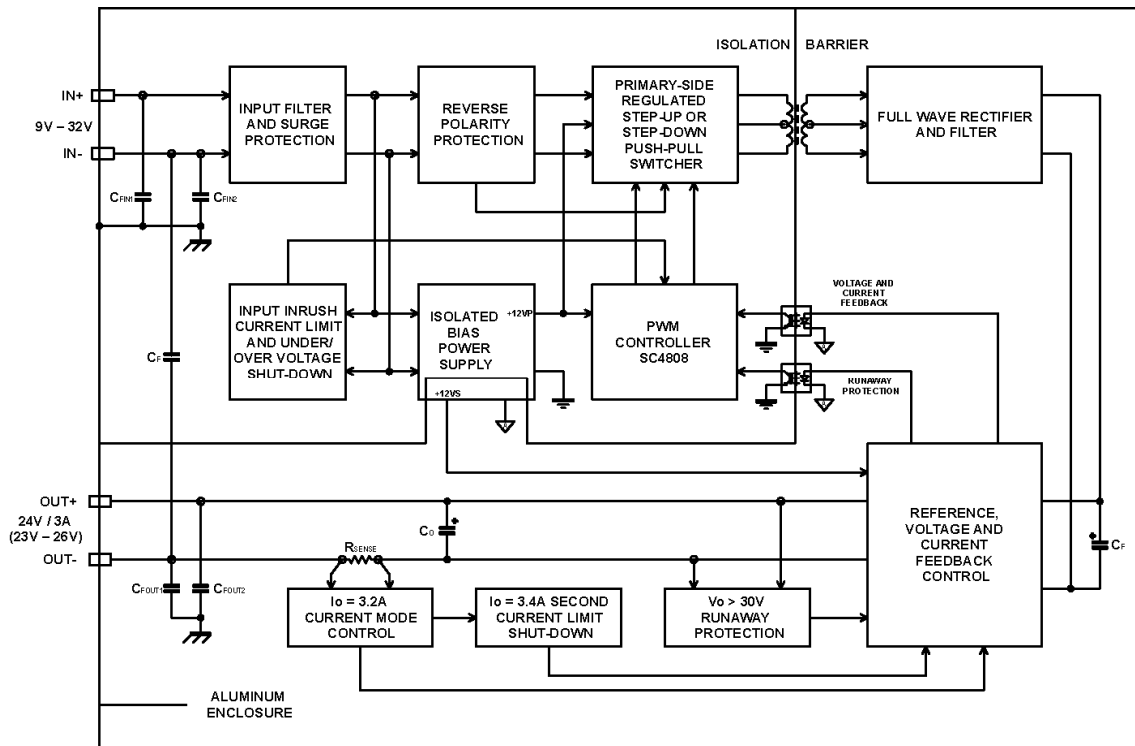 ISOLATION BARRIER
IN+
9V – 32V
IN-
INPUT FILTER
AND SURGE
PROTECTION
REVERSE
POLARITY
PROTECTION
PRIMARY-SIDE
REGULATED
STEP-UP OR
STEP-DOWN
PUSH-PULL
SWITCHER
FULL WAVE RECTIFIER
AND FILTER
CFIN1
CFIN2
INPUT INRUSH
CURRENT LIMIT
AND UNDER/
OVER VOLTAGE
SHUT-DOWN
ISOLATED
BIAS
POWER
SUPPLY
+12VP
+12VS
PWM
CONTROLLER
SC4808
VOLTAGE AND
CURRENT
FEEDBACK
RUNAWAY
PROTECTION
CF
OUT+
24V / 3A
(23V – 26V)
OUT-
CO
+
RSENSE
CFOUT1
CFOUT2
Io = 3.2A
CURRENT MODE
CONTROL
Io = 3.4A SECOND
CURRENT LIMIT
SHUT-DOWN
Vo > 30V
RUNAWAY
PROTECTION
REFERENCE,
VOLTAGE AND
CURRENT
FEEDBACK
CONTROL
+
CF
ALUMINUM
ENCLOSURE